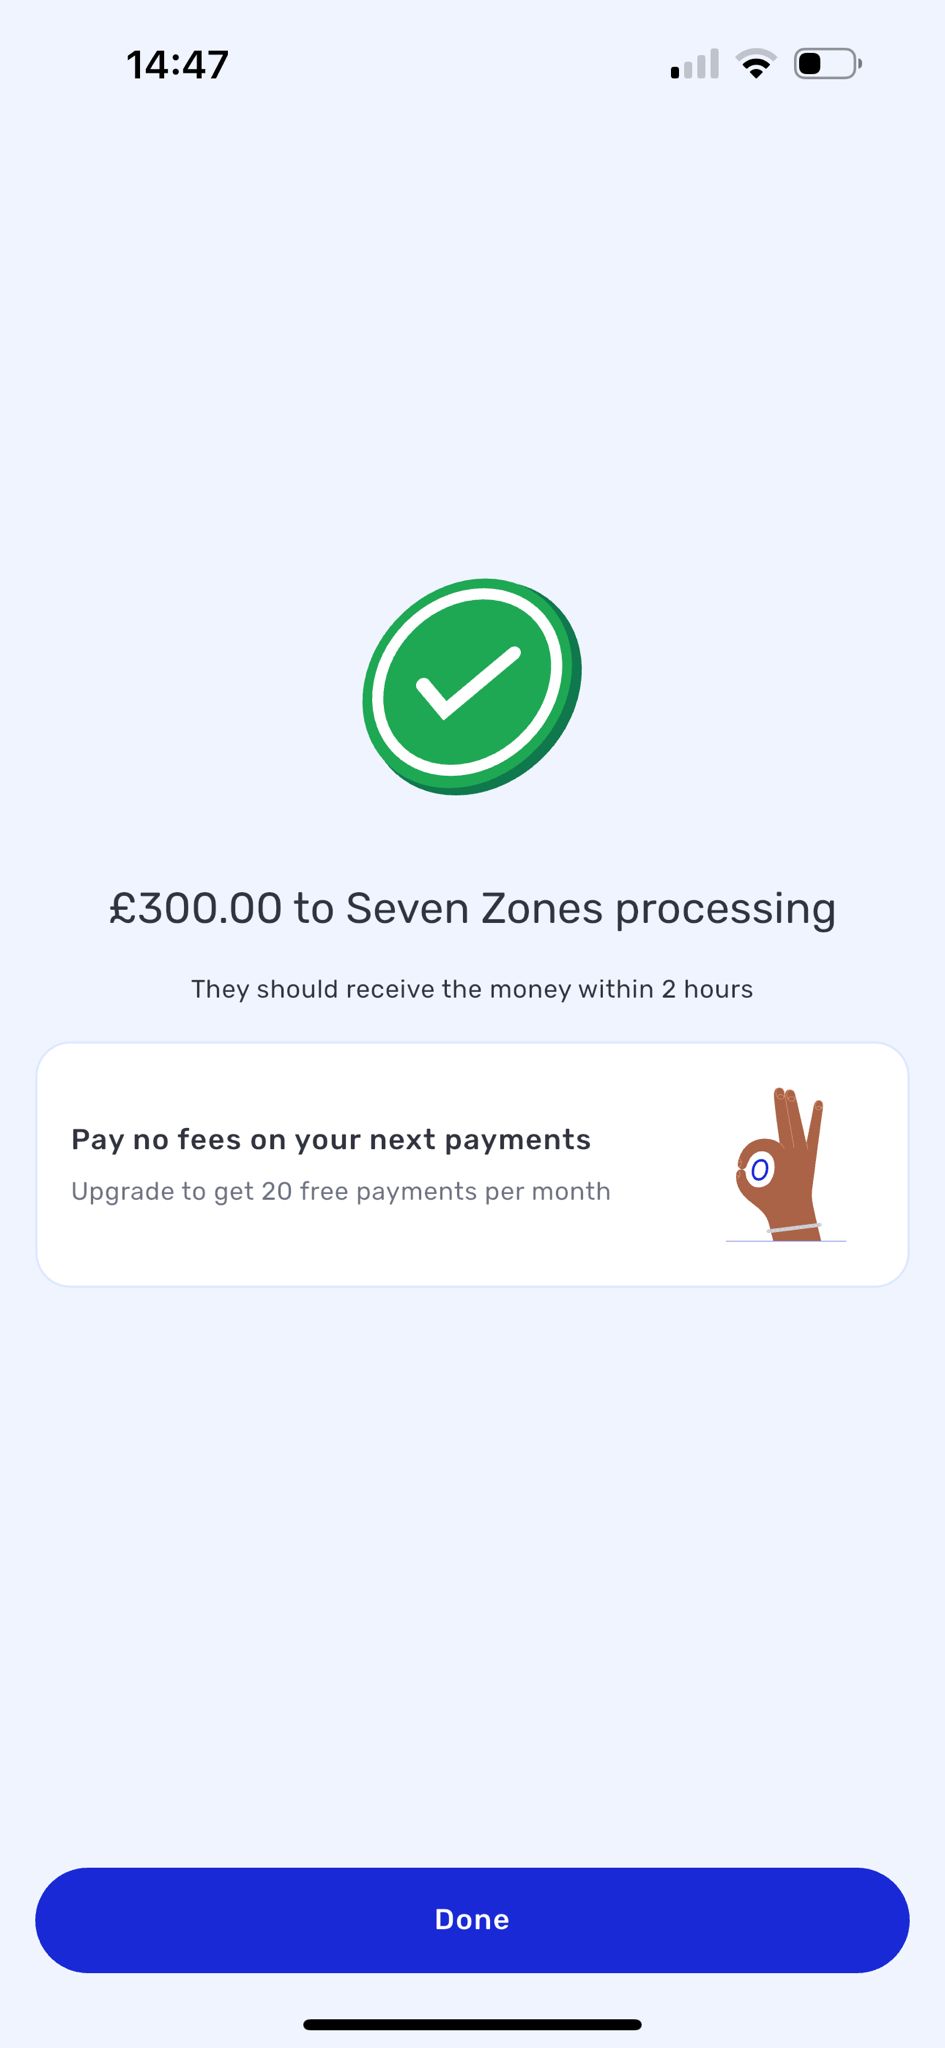 14:47
£300.00 to Seven Zones processing
They should receive the money within 2 hours
Pay no fees on your next payments
Upgrade to get 20 free payments per month
0
Done